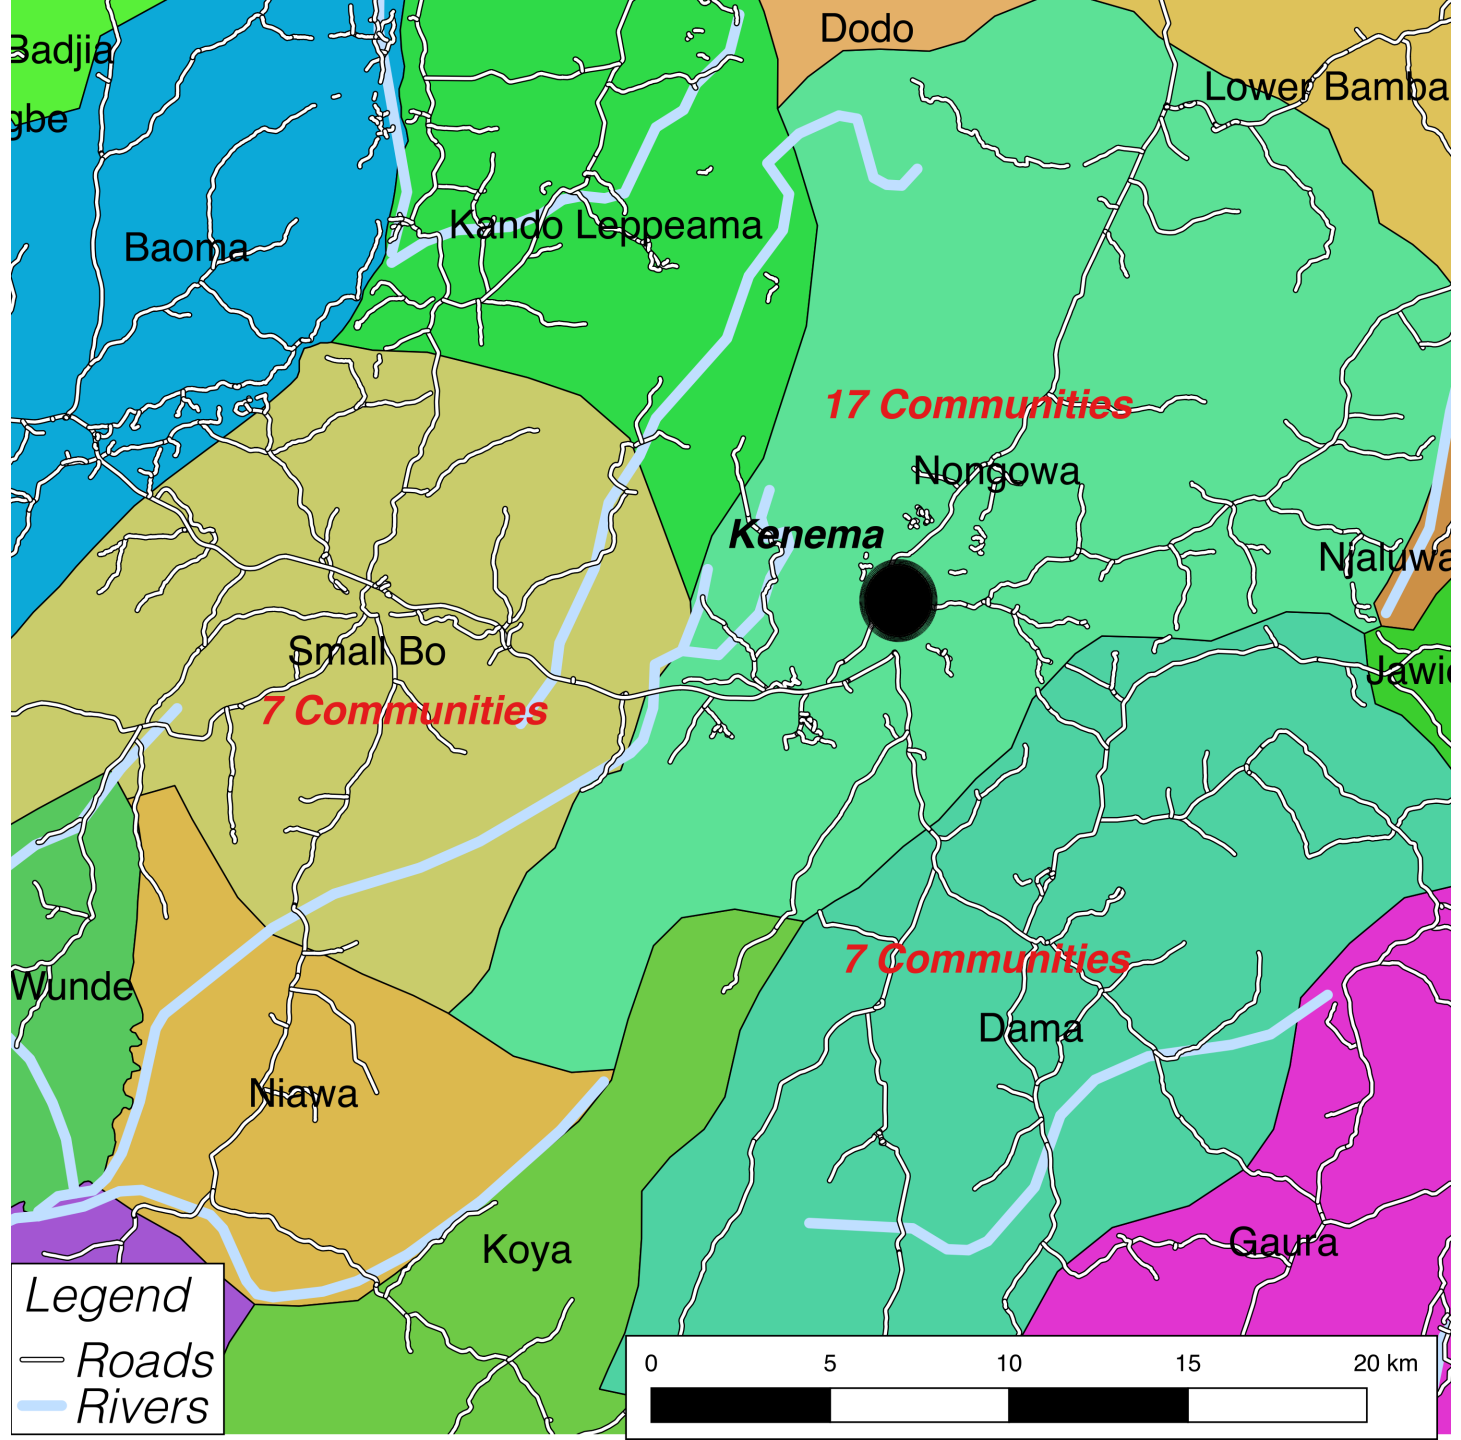 Dodo
Badjia
Lower Bamba
gbe
Kando Leppeama
Baoma
17 Communities
Nongowa
Kenema
Njaluwa
Small Bo
Jawie
7 Communities
7 Communities
Wunde
Dama
Niawa
Gaura
Koya
Legend
Roads
Rivers
0 5 10 15 20 km